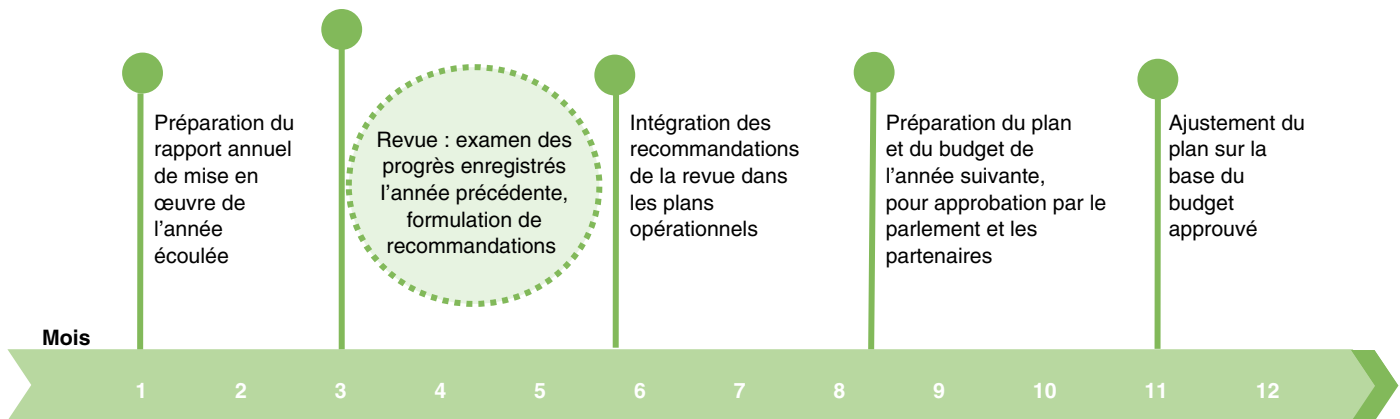 Préparation du
rapport annuel
de mise en
œuvre de
l'année
écoulée
Revue : examen des
progrès enregistrés
l'année précédente,
formulation de
recommandations
Intégration des
recommandations
de la revue dans
les plans
opérationnels
Préparation du plan
et du budget de
l'année suivante,
pour approbation par le
parlement et les
partenaires
Ajustement du
plan sur la
base du
budget
approuvé
Mois
1 2 3 4 5 6 7 8 9 10 11 12